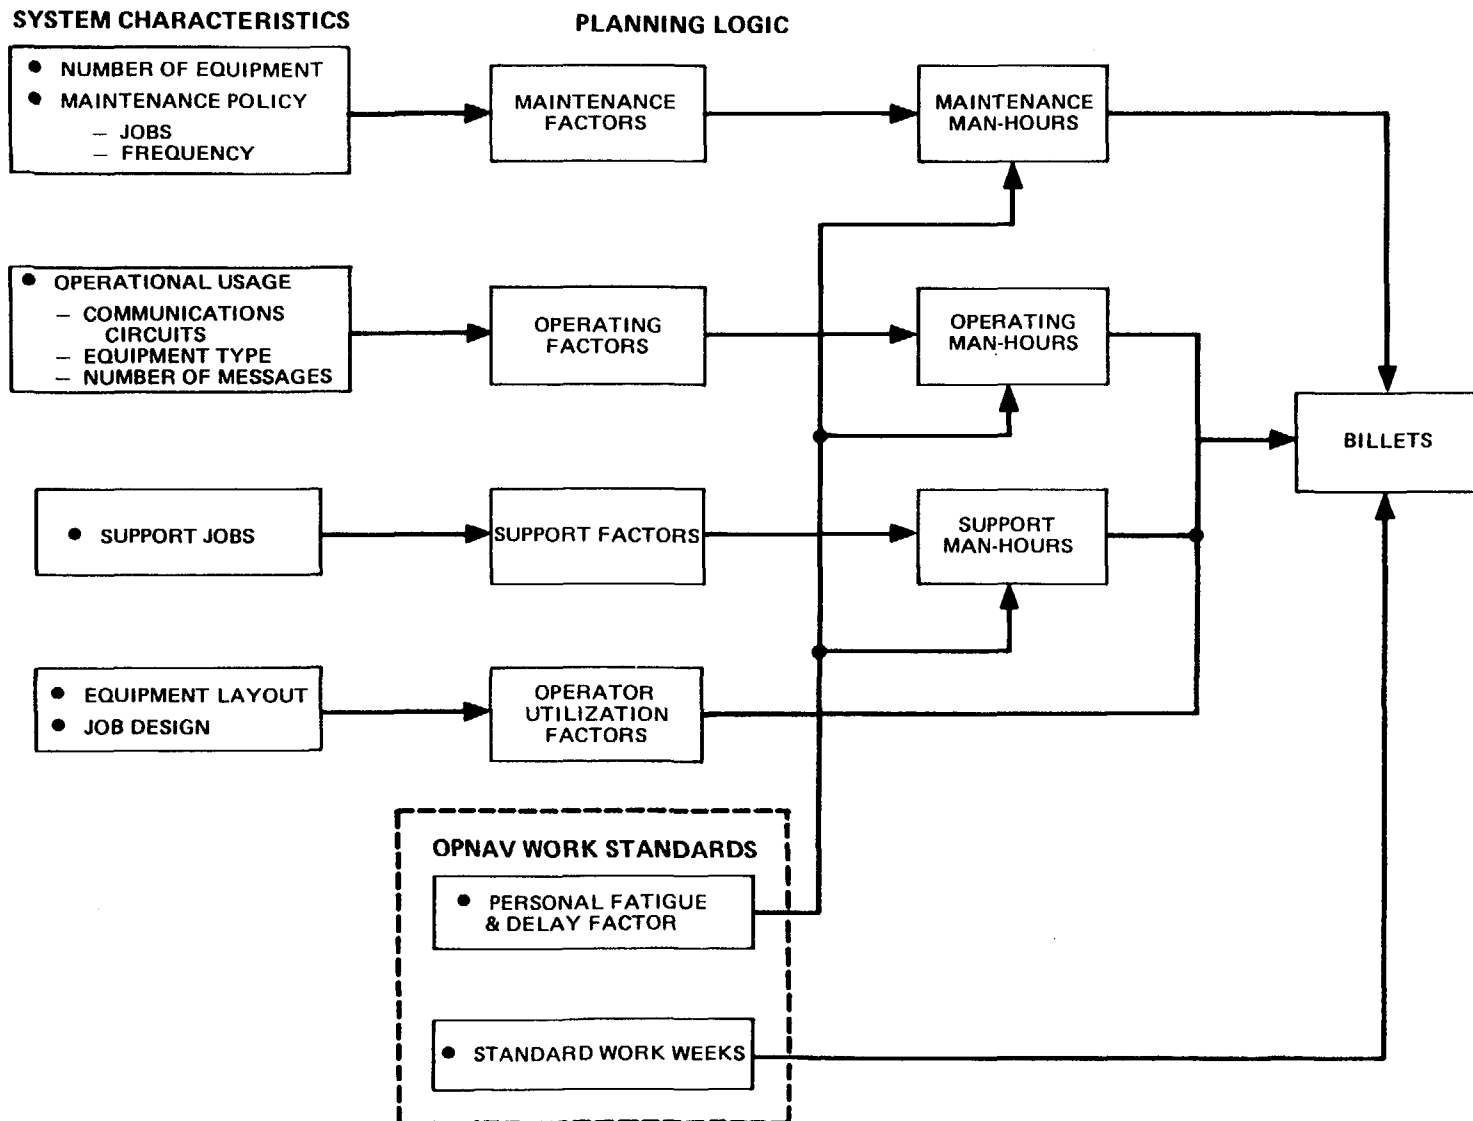 SYSTEM CHARACTERISTICS
PLANNING LOGIC
● NUMBER OF EQUIPMENT
● MAINTENANCE POLICY
– JOBS
– FREQUENCY
MAINTENANCE
FACTORS
MAINTENANCE
MAN-HOURS
● OPERATIONAL USAGE
– COMMUNICATIONS
CIRCUITS
– EQUIPMENT TYPE
– NUMBER OF MESSAGES
OPERATING
FACTORS
OPERATING
MAN-HOURS
BILLETS
● SUPPORT JOBS
SUPPORT FACTORS
SUPPORT
MAN-HOURS
● EQUIPMENT LAYOUT
● JOB DESIGN
OPERATOR
UTILIZATION
FACTORS
OPNAV WORK STANDARDS
● PERSONAL FATIGUE
& DELAY FACTOR
● STANDARD WORK WEEKS